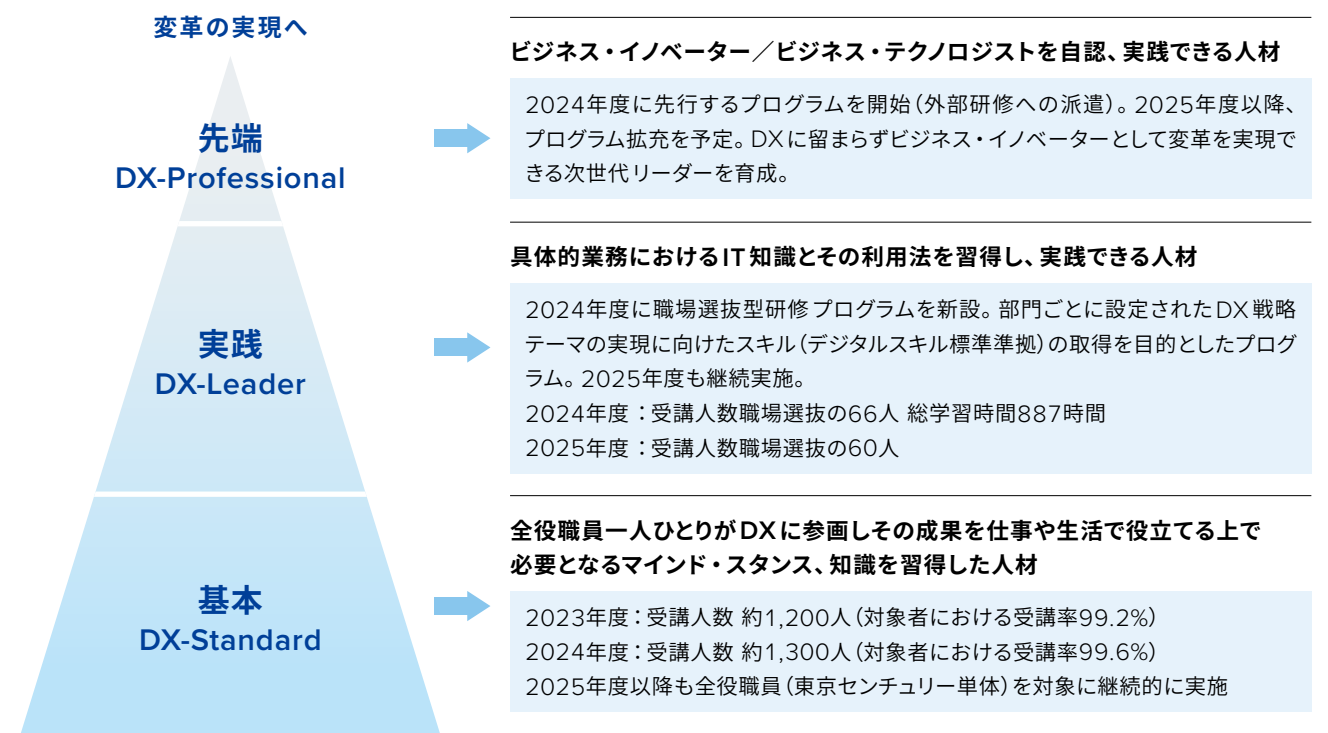 変革の実現へ
先端
DX-Professional
ビジネス・イノベーター／ビジネス・テクノロジストを自認、実践できる人材
2024年度に先行するプログラムを開始（外部研修への派遣）。2025年度以降、
プログラム拡充を予定。DXに留まらずビジネス・イノベーターとして変革を実現で
きる次世代リーダーを育成。
実践
DX-Leader
具体的業務におけるIT知識とその利用法を習得し、実践できる人材
2024年度に職場選抜型研修プログラムを新設。部門ごとに設定されたDX戦略
テーマの実現に向けたスキル（デジタルスキル標準準拠）の取得を目的としたプログ
ラム。2025年度も継続実施。
2024年度：受講人数職場選抜の66人 総学習時間887時間
2025年度：受講人数職場選抜の60人
基本
DX-Standard
全役職員一人ひとりがDXに参画しその成果を仕事や生活で役立てる上で
必要となるマインド・スタンス、知識を習得した人材
2023年度：受講人数 約1,200人（対象者における受講率99.2%）
2024年度：受講人数 約1,300人（対象者における受講率99.6%）
2025年度以降も全役職員（東京センチュリー単体）を対象に継続的に実施